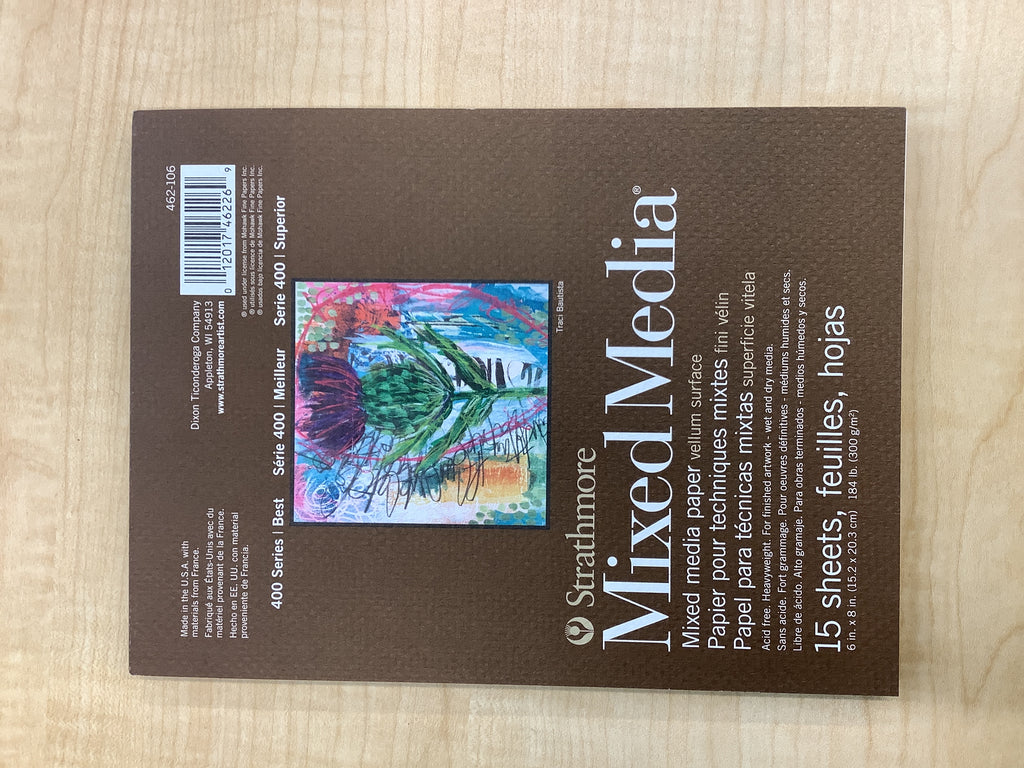 Made in the U.S.A. with
materials from France.
Fabriqué aux États-Unis avec du
matériel provenant de la France.
Hecho en EE. UU. con material
proveniente de Francia.
Dixon Ticonderoga Company
Appleton, WI 54913
www.strathmoreartist.com
462-106
0 12017 46226 9
® used under license from Mohawk Fine Papers Inc.
® utilisés sous licence de Mohawk Fine Papers Inc.
® usados bajo licencia de Mohawk Fine Papers Inc.
400 Series | Best Série 400 | Meilleur Serie 400 | Superior
Traci Bautista
Strathmore
Mixed Media®
Mixed media paper vellum surface
Papier pour techniques mixtes fini vélin
Papel para técnicas mixtas superficie vitela
Acid free. Heavyweight. For finished artwork - wet and dry media.
Sans acide. Fort grammage. Pour oeuvres définitives - médiums humides et secs.
Libre de ácido. Alto gramaje. Para obras terminados - medios húmedos y secos.
15 sheets, feuilles, hojas
6 in. x 8 in. (15.2 x 20.3 cm) 184 lb. (300 g/m²)